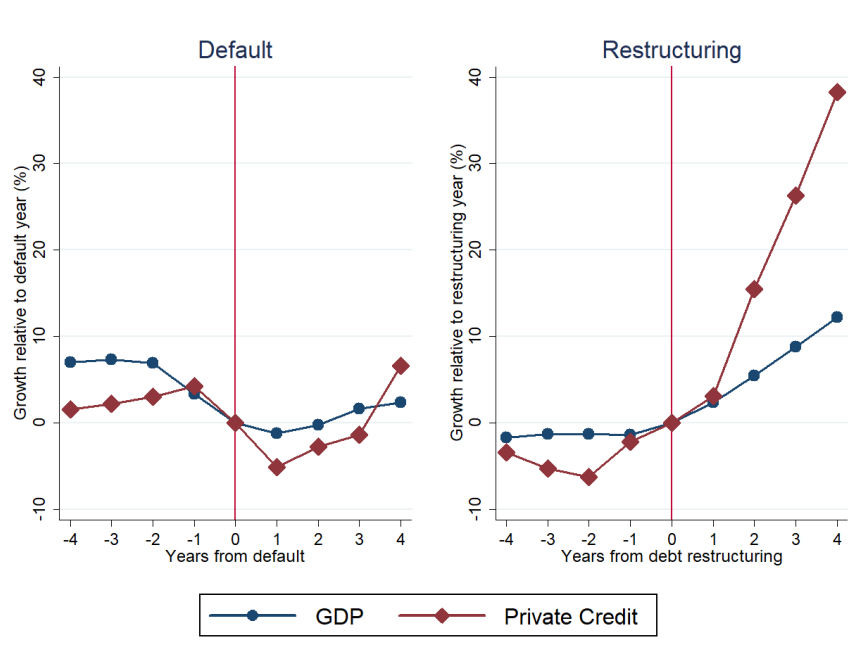 Default
Growth relative to default year (%)
40
30
20
10
0
-10
-4 -3 -2 -1 0 1 2 3 4
Years from default
Restructuring
Growth relative to restructuring year (%)
40
30
20
10
0
-10
-4 -3 -2 -1 0 1 2 3 4
Years from debt restructuring
GDP Private Credit